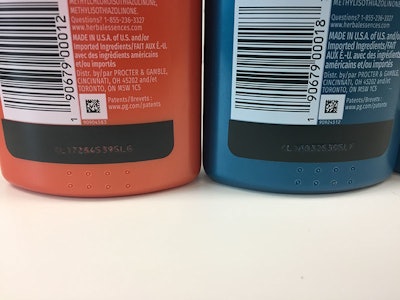 METHYLISOTHIAZOLINONE.
Questions? 1-855-236-3327
www.herbalessences.com
MADE IN U.S.A. of U.S. and/or
imported Ingredients/FAIT
AUX É.-U. avec des ingrédients
américains et/ou importés
Distr. by/par PROCTER & GAMBLE,
CINCINNATI, OH 45202 and/et
TORONTO, ON M5W 1C5
Patents/Brevets :
www.pg.com/patents
90679 00012
METHYLISOTHIAZOLINONE.
Questions? 1-855-236-3327
www.herbalessences.com
MADE IN U.S.A. of U.S. and/or
imported Ingredients/FAIT
AUX É.-U. avec des ingrédients
américains et/ou importés
Distr. by/par PROCTER & GAMBLE,
CINCINNATI, OH 45202 and/et
TORONTO, ON M5W 1C5
Patents/Brevets :
www.pg.com/patents
90679 00018